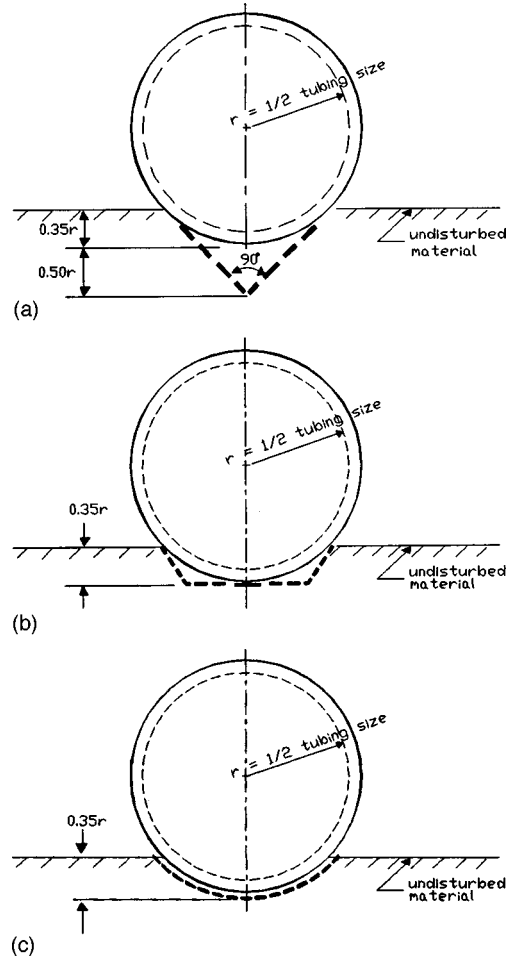 r = 1/2 tubing size
0.35r
0.50r
90°
undisturbed
material
(a)
r = 1/2 tubing size
0.35r
undisturbed
material
(b)
r = 1/2 tubing size
0.35r
undisturbed
material
(c)